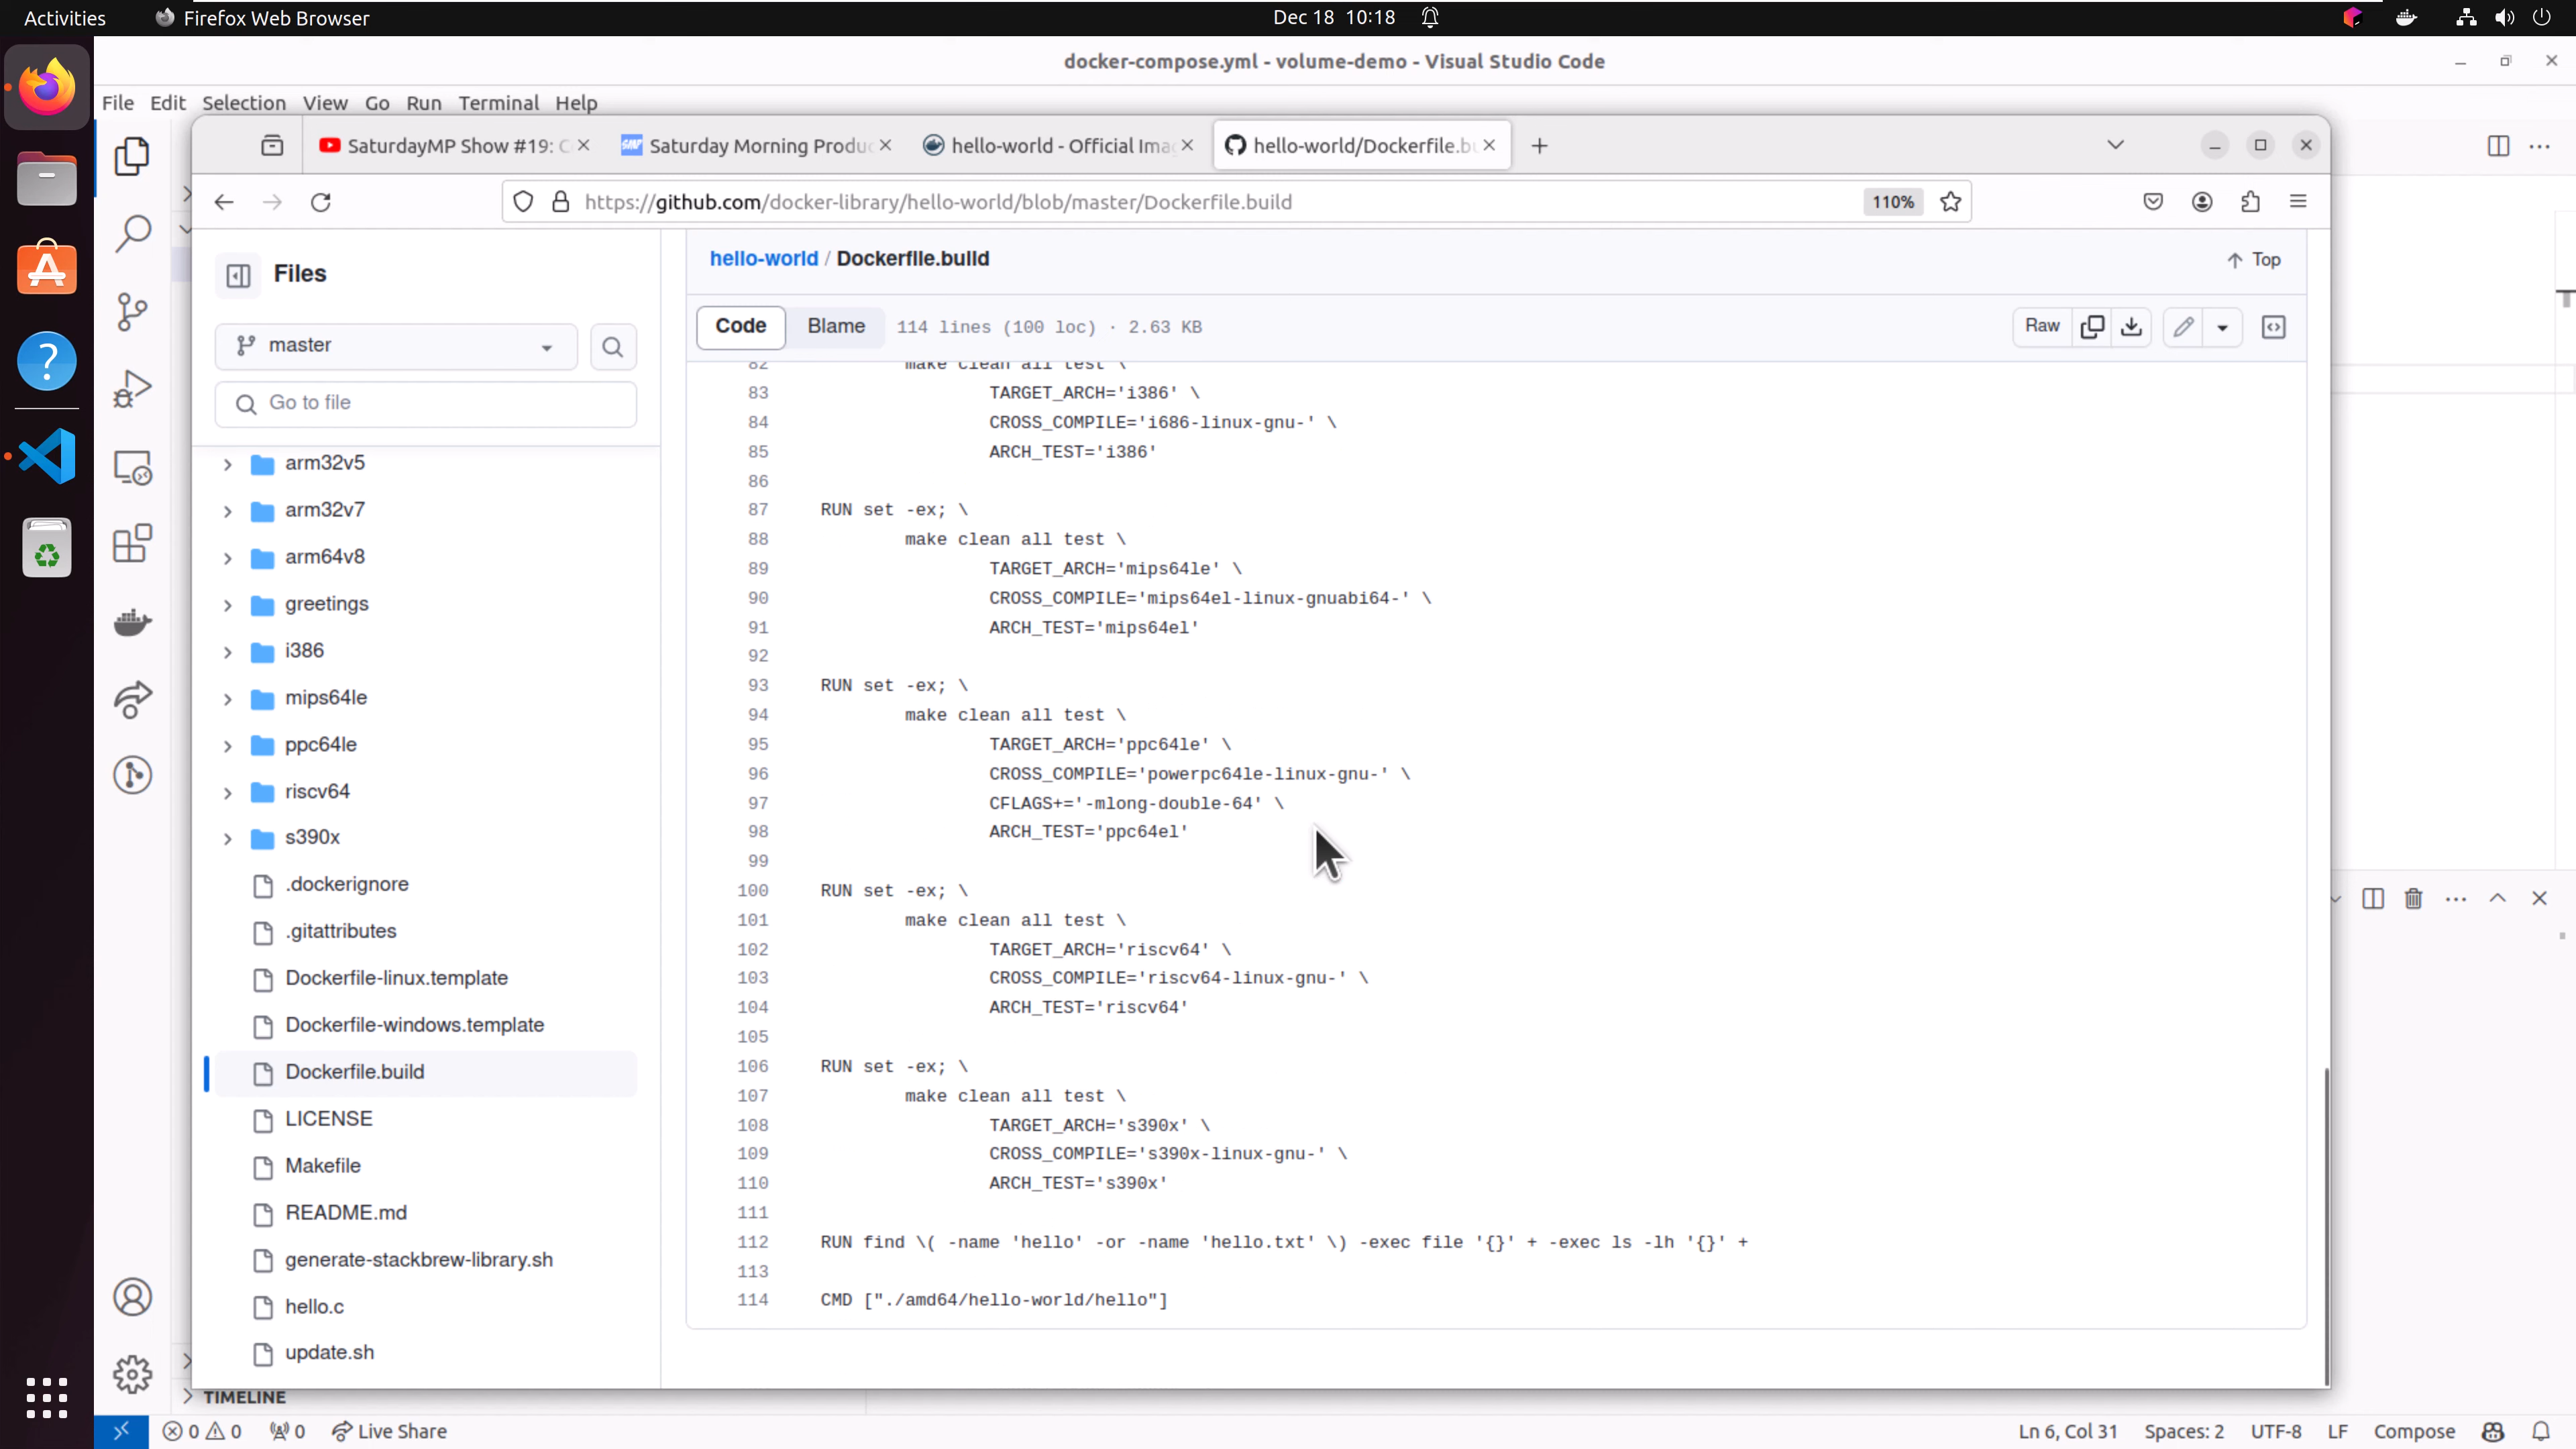 Activities
Firefox Web Browser
Dec 18 10:18
docker-compose.yml - volume-demo - Visual Studio Code
File Edit Selection View Go Run Terminal Help
SaturdayMP Show #19:
Saturday Morning Produ
hello-world - Official Ima
hello-world/Dockerfile.bu
https://github.com/docker-library/hello-world/blob/master/Dockerfile.build
110%
Files
hello-world / Dockerfile.build
Top
master
Code Blame 114 lines (100 loc) · 2.63 KB
Raw
Go to file
arm32v5
arm32v7
arm64v8
greetings
i386
mips64le
ppc64le
riscv64
s390x
.dockerignore
.gitattributes
Dockerfile-linux.template
Dockerfile-windows.template
Dockerfile.build
LICENSE
Makefile
README.md
generate-stackbrew-library.sh
hello.c
update.sh
82 make clean all test \
83 TARGET_ARCH='i386' \
84 CROSS_COMPILE='i686-linux-gnu-' \
85 ARCH_TEST='i386'
86
87 RUN set -ex; \
88 make clean all test \
89 TARGET_ARCH='mips64le' \
90 CROSS_COMPILE='mips64el-linux-gnuabi64-' \
91 ARCH_TEST='mips64el'
92
93 RUN set -ex; \
94 make clean all test \
95 TARGET_ARCH='ppc64le' \
96 CROSS_COMPILE='powerpc64le-linux-gnu-' \
97 CFLAGS+='-mlong-double-64' \
98 ARCH_TEST='ppc64el'
99
100 RUN set -ex; \
101 make clean all test \
102 TARGET_ARCH='riscv64' \
103 CROSS_COMPILE='riscv64-linux-gnu-' \
104 ARCH_TEST='riscv64'
105
106 RUN set -ex; \
107 make clean all test \
108 TARGET_ARCH='s390x' \
109 CROSS_COMPILE='s390x-linux-gnu-' \
110 ARCH_TEST='s390x'
111
112 RUN find \( -name 'hello' -or -name 'hello.txt' \) -exec file '{}' + -exec ls -lh '{}' +
113
114 CMD ["./amd64/hello-world/hello"]
TIMELINE
0 0 0 Live Share
Ln 6, Col 31 Spaces: 2 UTF-8 LF Compose